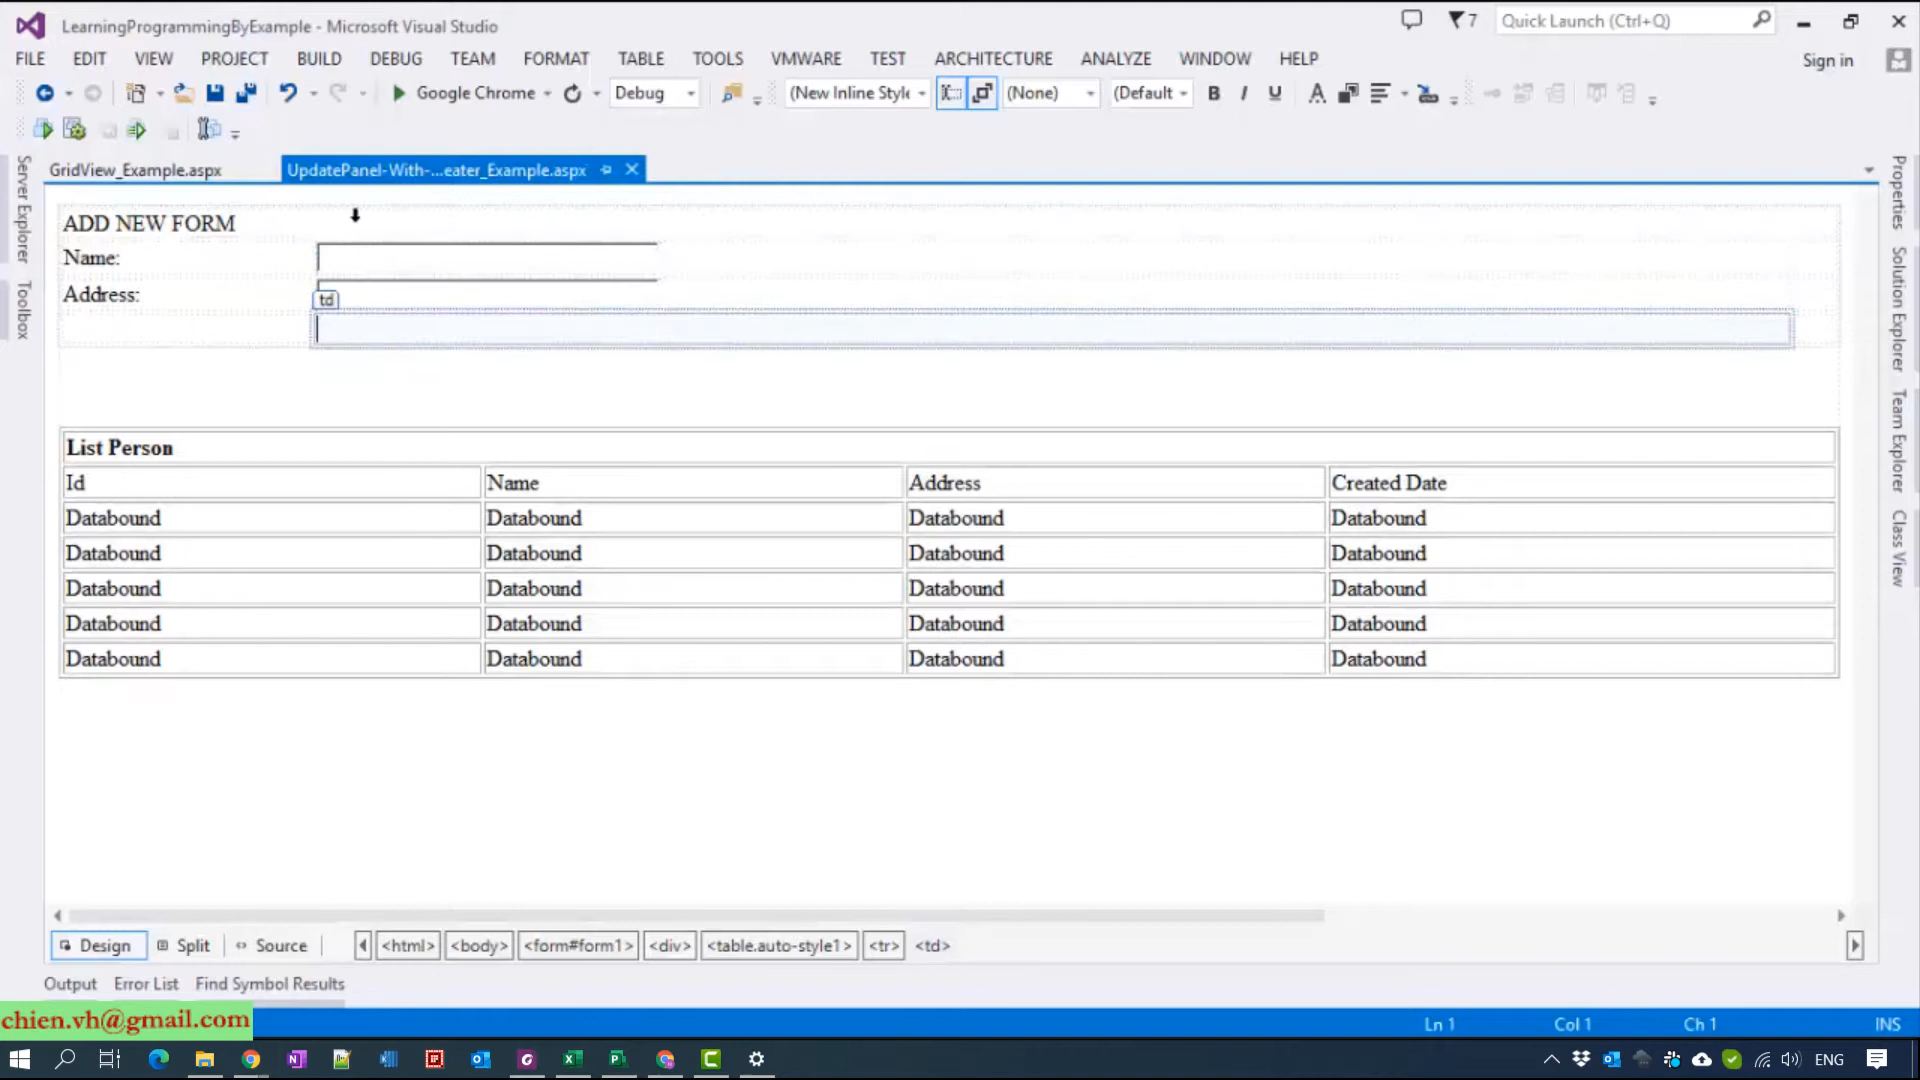 LearningProgrammingByExample - Microsoft Visual Studio
7
Quick Launch (Ctrl+Q)
FILE EDIT VIEW PROJECT BUILD DEBUG TEAM FORMAT TABLE TOOLS VMWARE TEST ARCHITECTURE ANALYZE WINDOW HELP
Sign in
Google Chrome
Debug
(New Inline Style
(None)
(Default
B I U A
GridView_Example.aspx
UpdatePanel-With-...eater_Example.aspx
Server Explorer
Toolbox
Properties
Solution Explorer
Team Explorer
Class View
ADD NEW FORM
Name:
Address:
td
List Person
Id Name Address Created Date
Databound Databound Databound Databound
Databound Databound Databound Databound
Databound Databound Databound Databound
Databound Databound Databound Databound
Databound Databound Databound Databound
Design Split Source
<html> <body> <form#form1> <div> <table.auto-style1> <tr> <td>
Output Error List Find Symbol Results
chien.vh@gmail.com
Ln 1 Col 1 Ch 1 INS
ENG